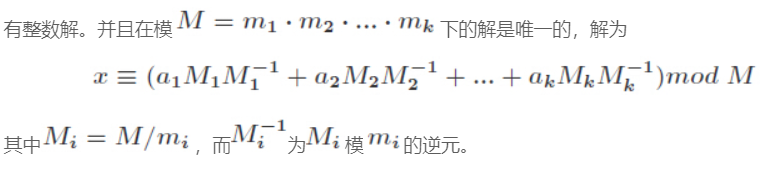 有整数解。并且在模 M = m₁ · m₂ · ... · mₖ 下的解是唯一的，解为
x ≡ (a₁M₁M₁⁻¹ + a₂M₂M₂⁻¹ + ... + aₖMₖMₖ⁻¹)mod M
其中 Mᵢ = M/mᵢ ，而 Mᵢ⁻¹ 为 Mᵢ 模 mᵢ 的逆元。